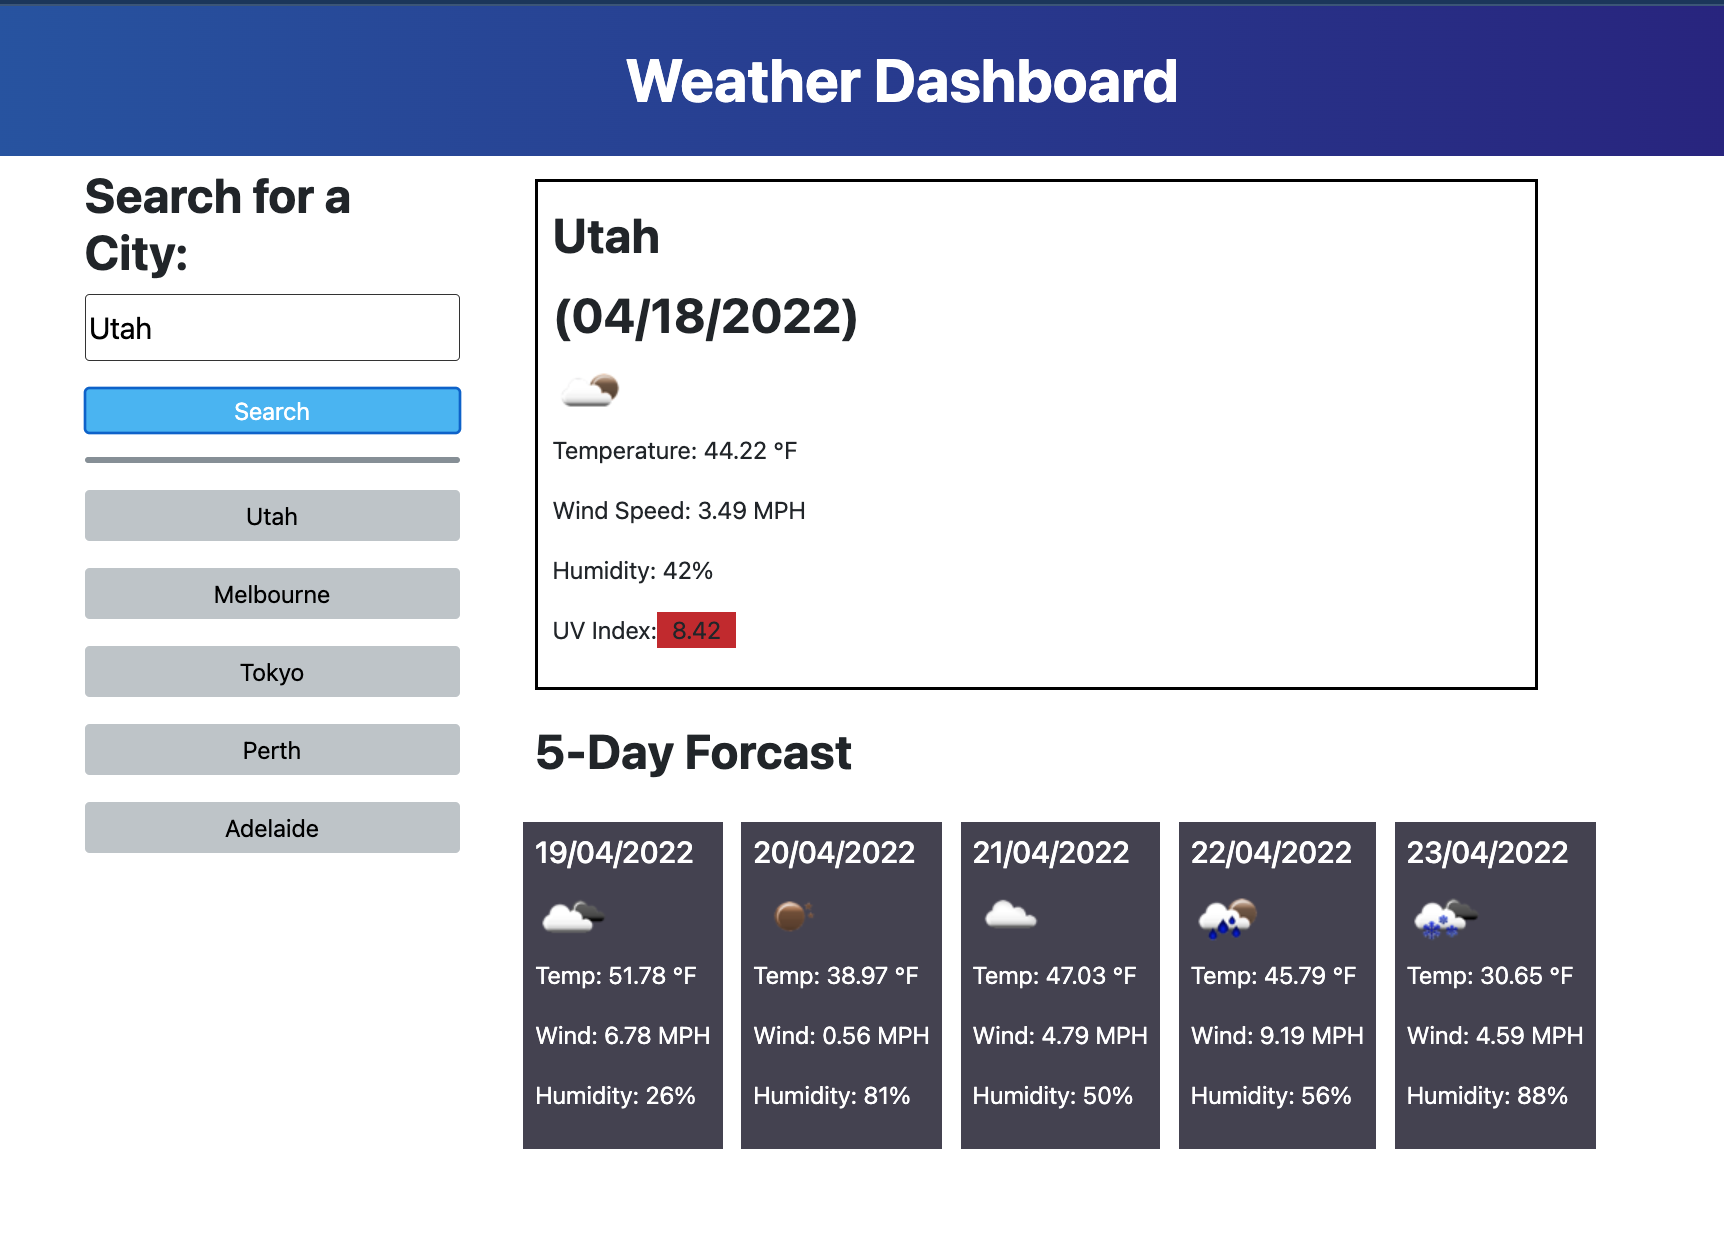 Weather Dashboard
Search for a
City:
Utah
Search
Utah
Melbourne
Tokyo
Perth
Adelaide
Utah
(04/18/2022)
Temperature: 44.22 °F
Wind Speed: 3.49 MPH
Humidity: 42%
UV Index: 8.42
5-Day Forcast
19/04/2022
Temp: 51.78 °F
Wind: 6.78 MPH
Humidity: 26%
20/04/2022
Temp: 38.97 °F
Wind: 0.56 MPH
Humidity: 81%
21/04/2022
Temp: 47.03 °F
Wind: 4.79 MPH
Humidity: 50%
22/04/2022
Temp: 45.79 °F
Wind: 9.19 MPH
Humidity: 56%
23/04/2022
Temp: 30.65 °F
Wind: 4.59 MPH
Humidity: 88%